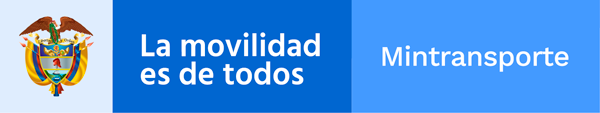 La movilidad
es de todos
Mintransporte